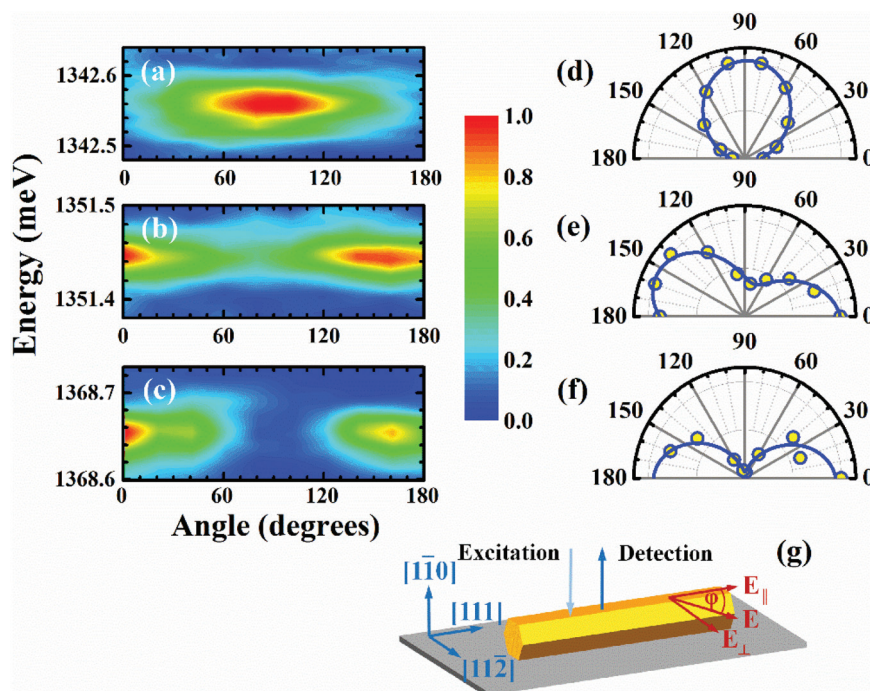 Energy (meV)
(a)
1342.6
1342.5
0 60 120 180
(b)
1351.5
1351.4
0 60 120 180
(c)
1368.7
1368.6
0 60 120 180
Angle (degrees)
1.0
0.8
0.6
0.4
0.2
0.0
(d)
90
120 60
150 30
180 0
(e)
90
120 60
150 30
180 0
(f)
90
120 60
150 30
180 0
(g)
Excitation Detection
[11̅0]
[111]
[112̅]
E∥
φ
E
E⊥